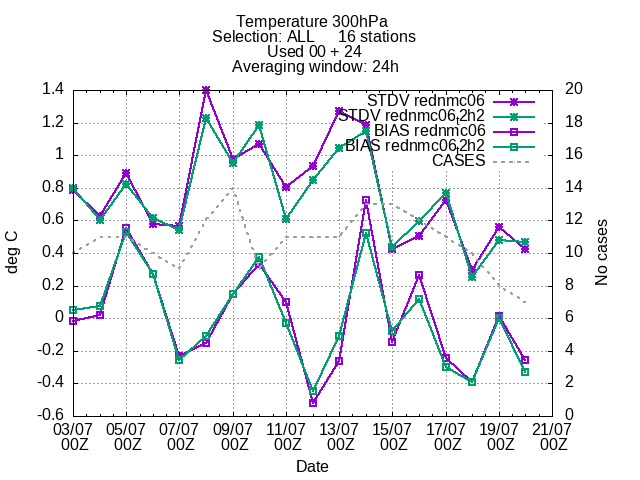 Temperature 300hPa
Selection: ALL 16 stations
Used 00 + 24
Averaging window: 24h
STDV rednmc06
STDV rednmc06,2h2
BIAS rednmc06
BIAS rednmc06,2h2
CASES
1.4
1.2
1
0.8
0.6
0.4
0.2
0
-0.2
-0.4
-0.6
deg C
20
18
16
14
12
10
8
6
4
2
0
No cases
03/07 05/07 07/07 09/07 11/07 13/07 15/07 17/07 19/07 21/07
00Z 00Z 00Z 00Z 00Z 00Z 00Z 00Z 00Z 00Z
Date